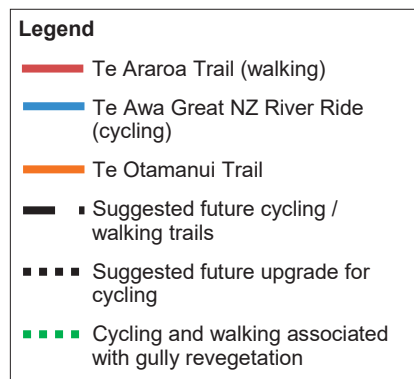 Legend
Te Araroa Trail (walking)
Te Awa Great NZ River Ride
(cycling)
Te Otamanui Trail
Suggested future cycling /
walking trails
Suggested future upgrade for
cycling
Cycling and walking associated
with gully revegetation